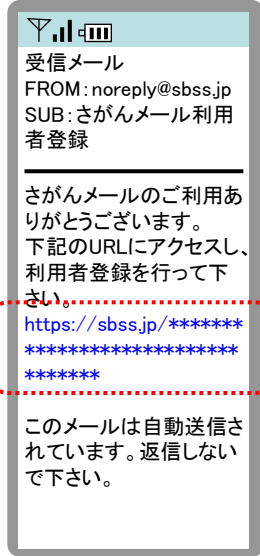 受信メール
FROM:noreply@sbss.jp
SUB:さがんメール利用
者登録
さがんメールのご利用あ
りがとうございます。
下記のURLにアクセスし、
利用者登録を行って下
さい。
https://sbss.jp/*******
********************
*******
このメールは自動送信さ
れています。返信しない
で下さい。